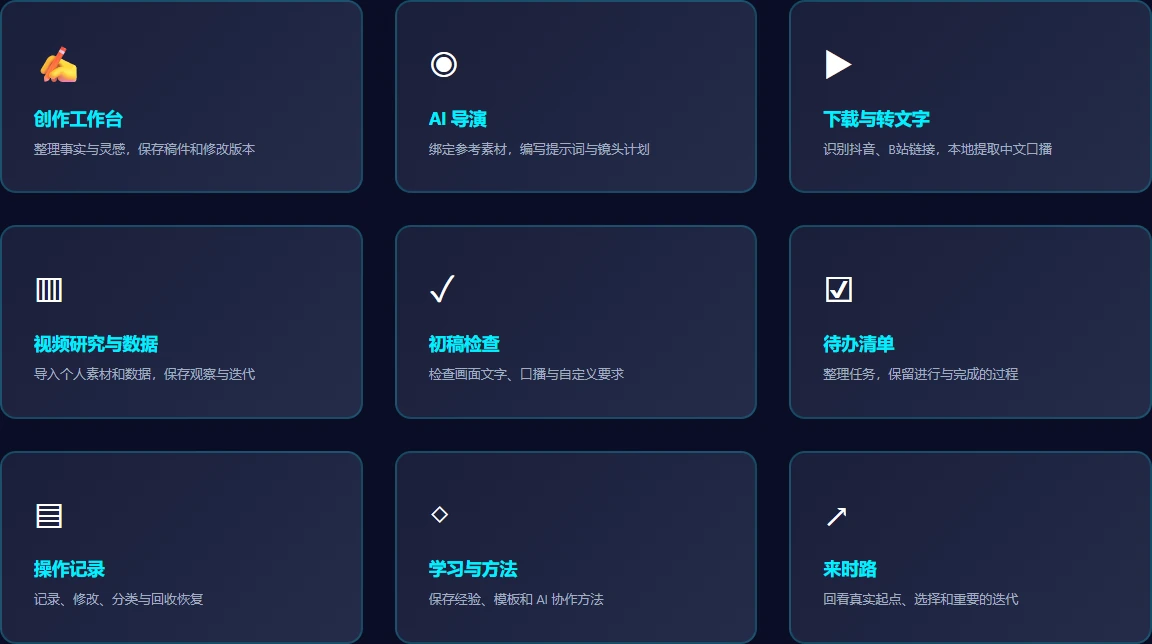 创作工作台
整理事实与灵感，保存稿件和修改版本
AI 导演
绑定参考素材，编写提示词与镜头计划
下载与转文字
识别抖音、B站链接，本地提取中文口播
视频研究与数据
导入个人素材和数据，保存观察与迭代
初稿检查
检查画面文字、口播与自定义要求
待办清单
整理任务，保留进行与完成的过程
操作记录
记录、修改、分类与回收恢复
学习与方法
保存经验、模板和 AI 协作方法
来时路
回看真实起点、选择和重要的迭代